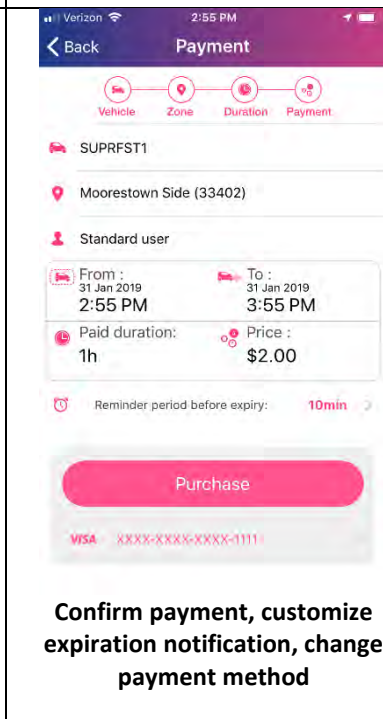 Verizon 2:55 PM
Back Payment
Vehicle Zone Duration Payment
SUPRFST1
Moorestown Side (33402)
Standard user
From : To :
31 Jan 2019 31 Jan 2019
2:55 PM 3:55 PM
Paid duration: Price :
1h $2.00
Reminder period before expiry: 10min
Purchase
VISA XXXX-XXXX-XXXX-1111
Confirm payment, customize
expiration notification, change
payment method